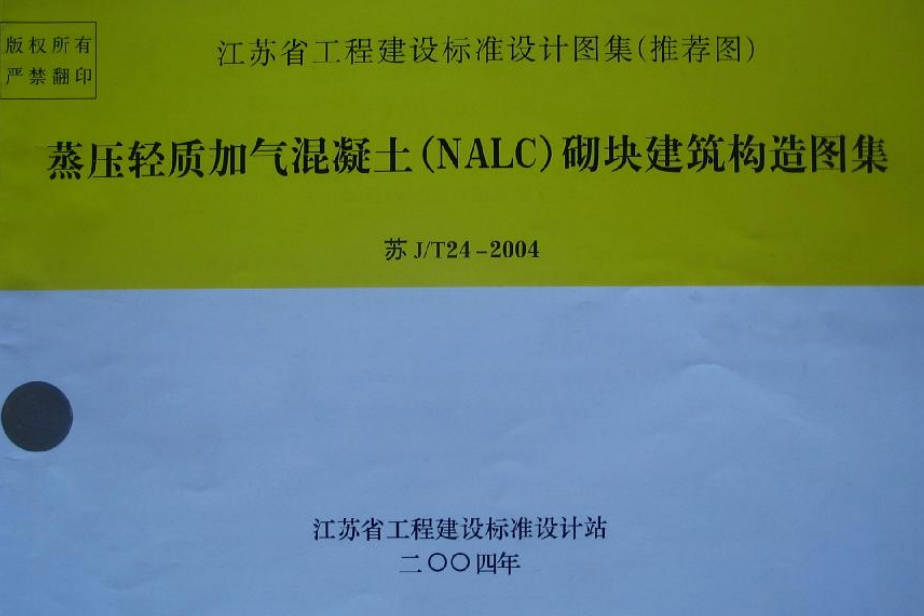 版权所有
严禁翻印
江苏省工程建设标准设计图集(推荐图)
蒸压轻质加气混凝土(NALC)砌块建筑构造图集
苏 J/T24-2004
江苏省工程建设标准设计站
二〇〇四年